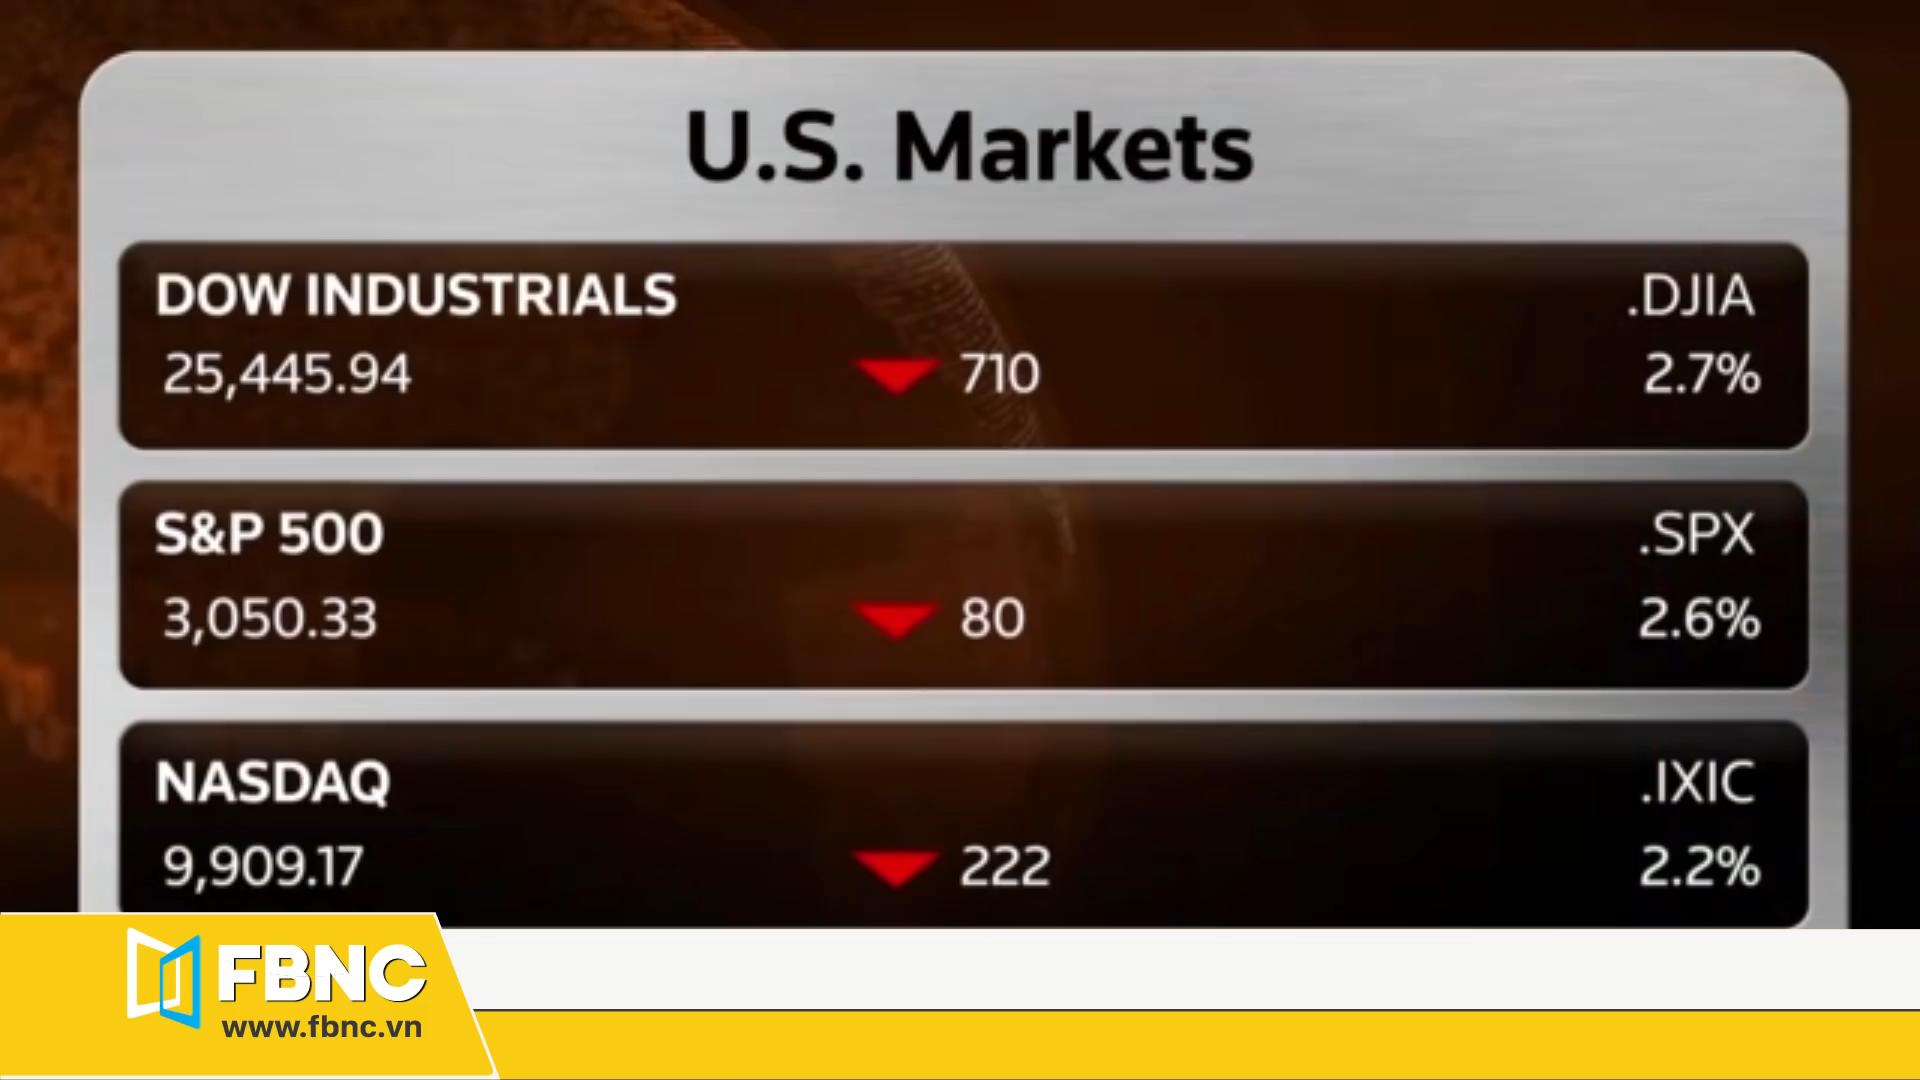 U.S. Markets
DOW INDUSTRIALS .DJIA
25,445.94 710 2.7%
S&P 500 .SPX
3,050.33 80 2.6%
NASDAQ .IXIC
9,909.17 222 2.2%
FBNC
www.fbnc.vn